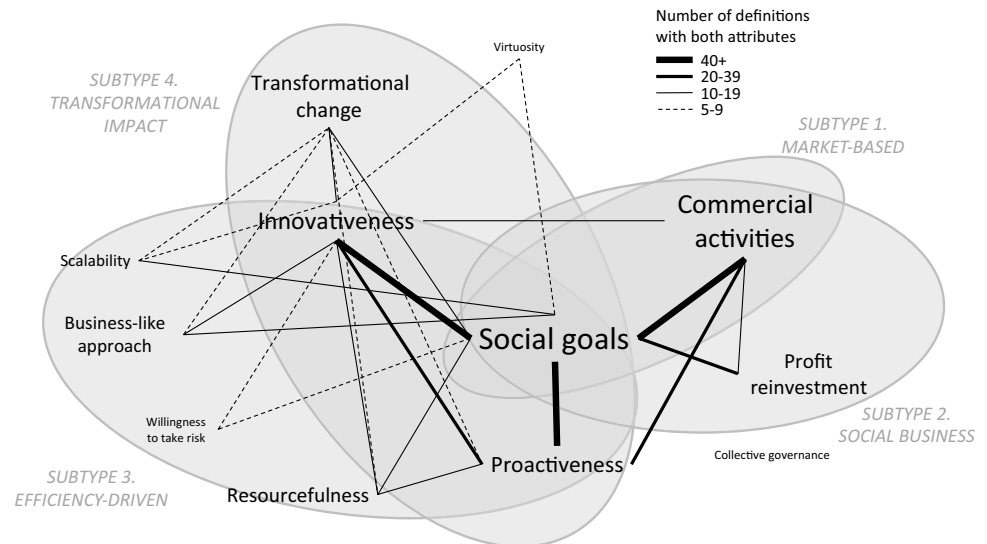 Number of definitions
with both attributes
40+
20-39
10-19
5-9
Virtuosity
SUBTYPE 4.
TRANSFORMATIONAL
IMPACT
Transformational
change
SUBTYPE 1.
MARKET-BASED
Innovativeness
Commercial
activities
Scalability
Business-like
approach
Social goals
Profit
reinvestment
Willingness
to take risk
SUBTYPE 2.
SOCIAL BUSINESS
Collective governance
SUBTYPE 3.
EFFICIENCY-DRIVEN
Resourcefulness
Proactiveness